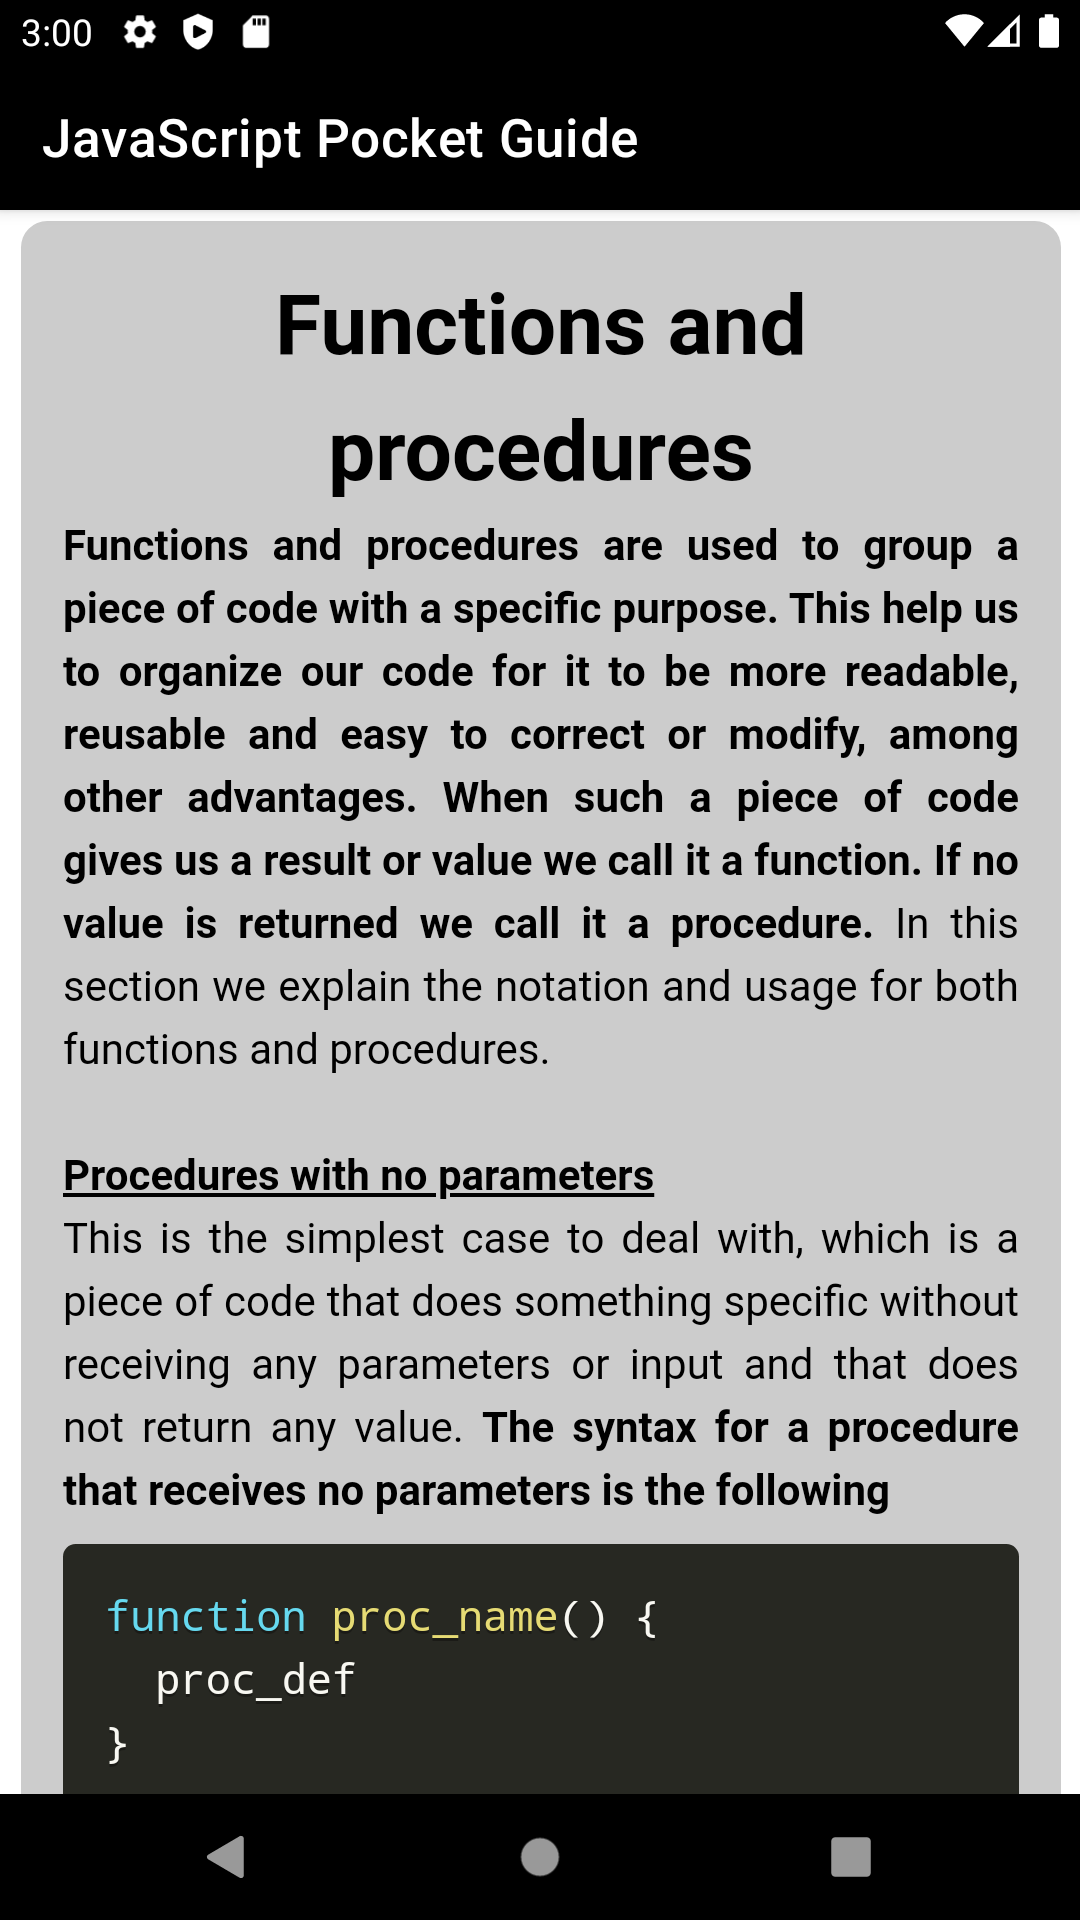 3:00
JavaScript Pocket Guide
Functions and
procedures
Functions and procedures are used to group a
piece of code with a specific purpose. This help us
to organize our code for it to be more readable,
reusable and easy to correct or modify, among
other advantages. When such a piece of code
gives us a result or value we call it a function. If no
value is returned we call it a procedure. In this
section we explain the notation and usage for both
functions and procedures.
Procedures with no parameters
This is the simplest case to deal with, which is a
piece of code that does something specific without
receiving any parameters or input and that does
not return any value. The syntax for a procedure
that receives no parameters is the following
function proc_name() {
  proc_def
}